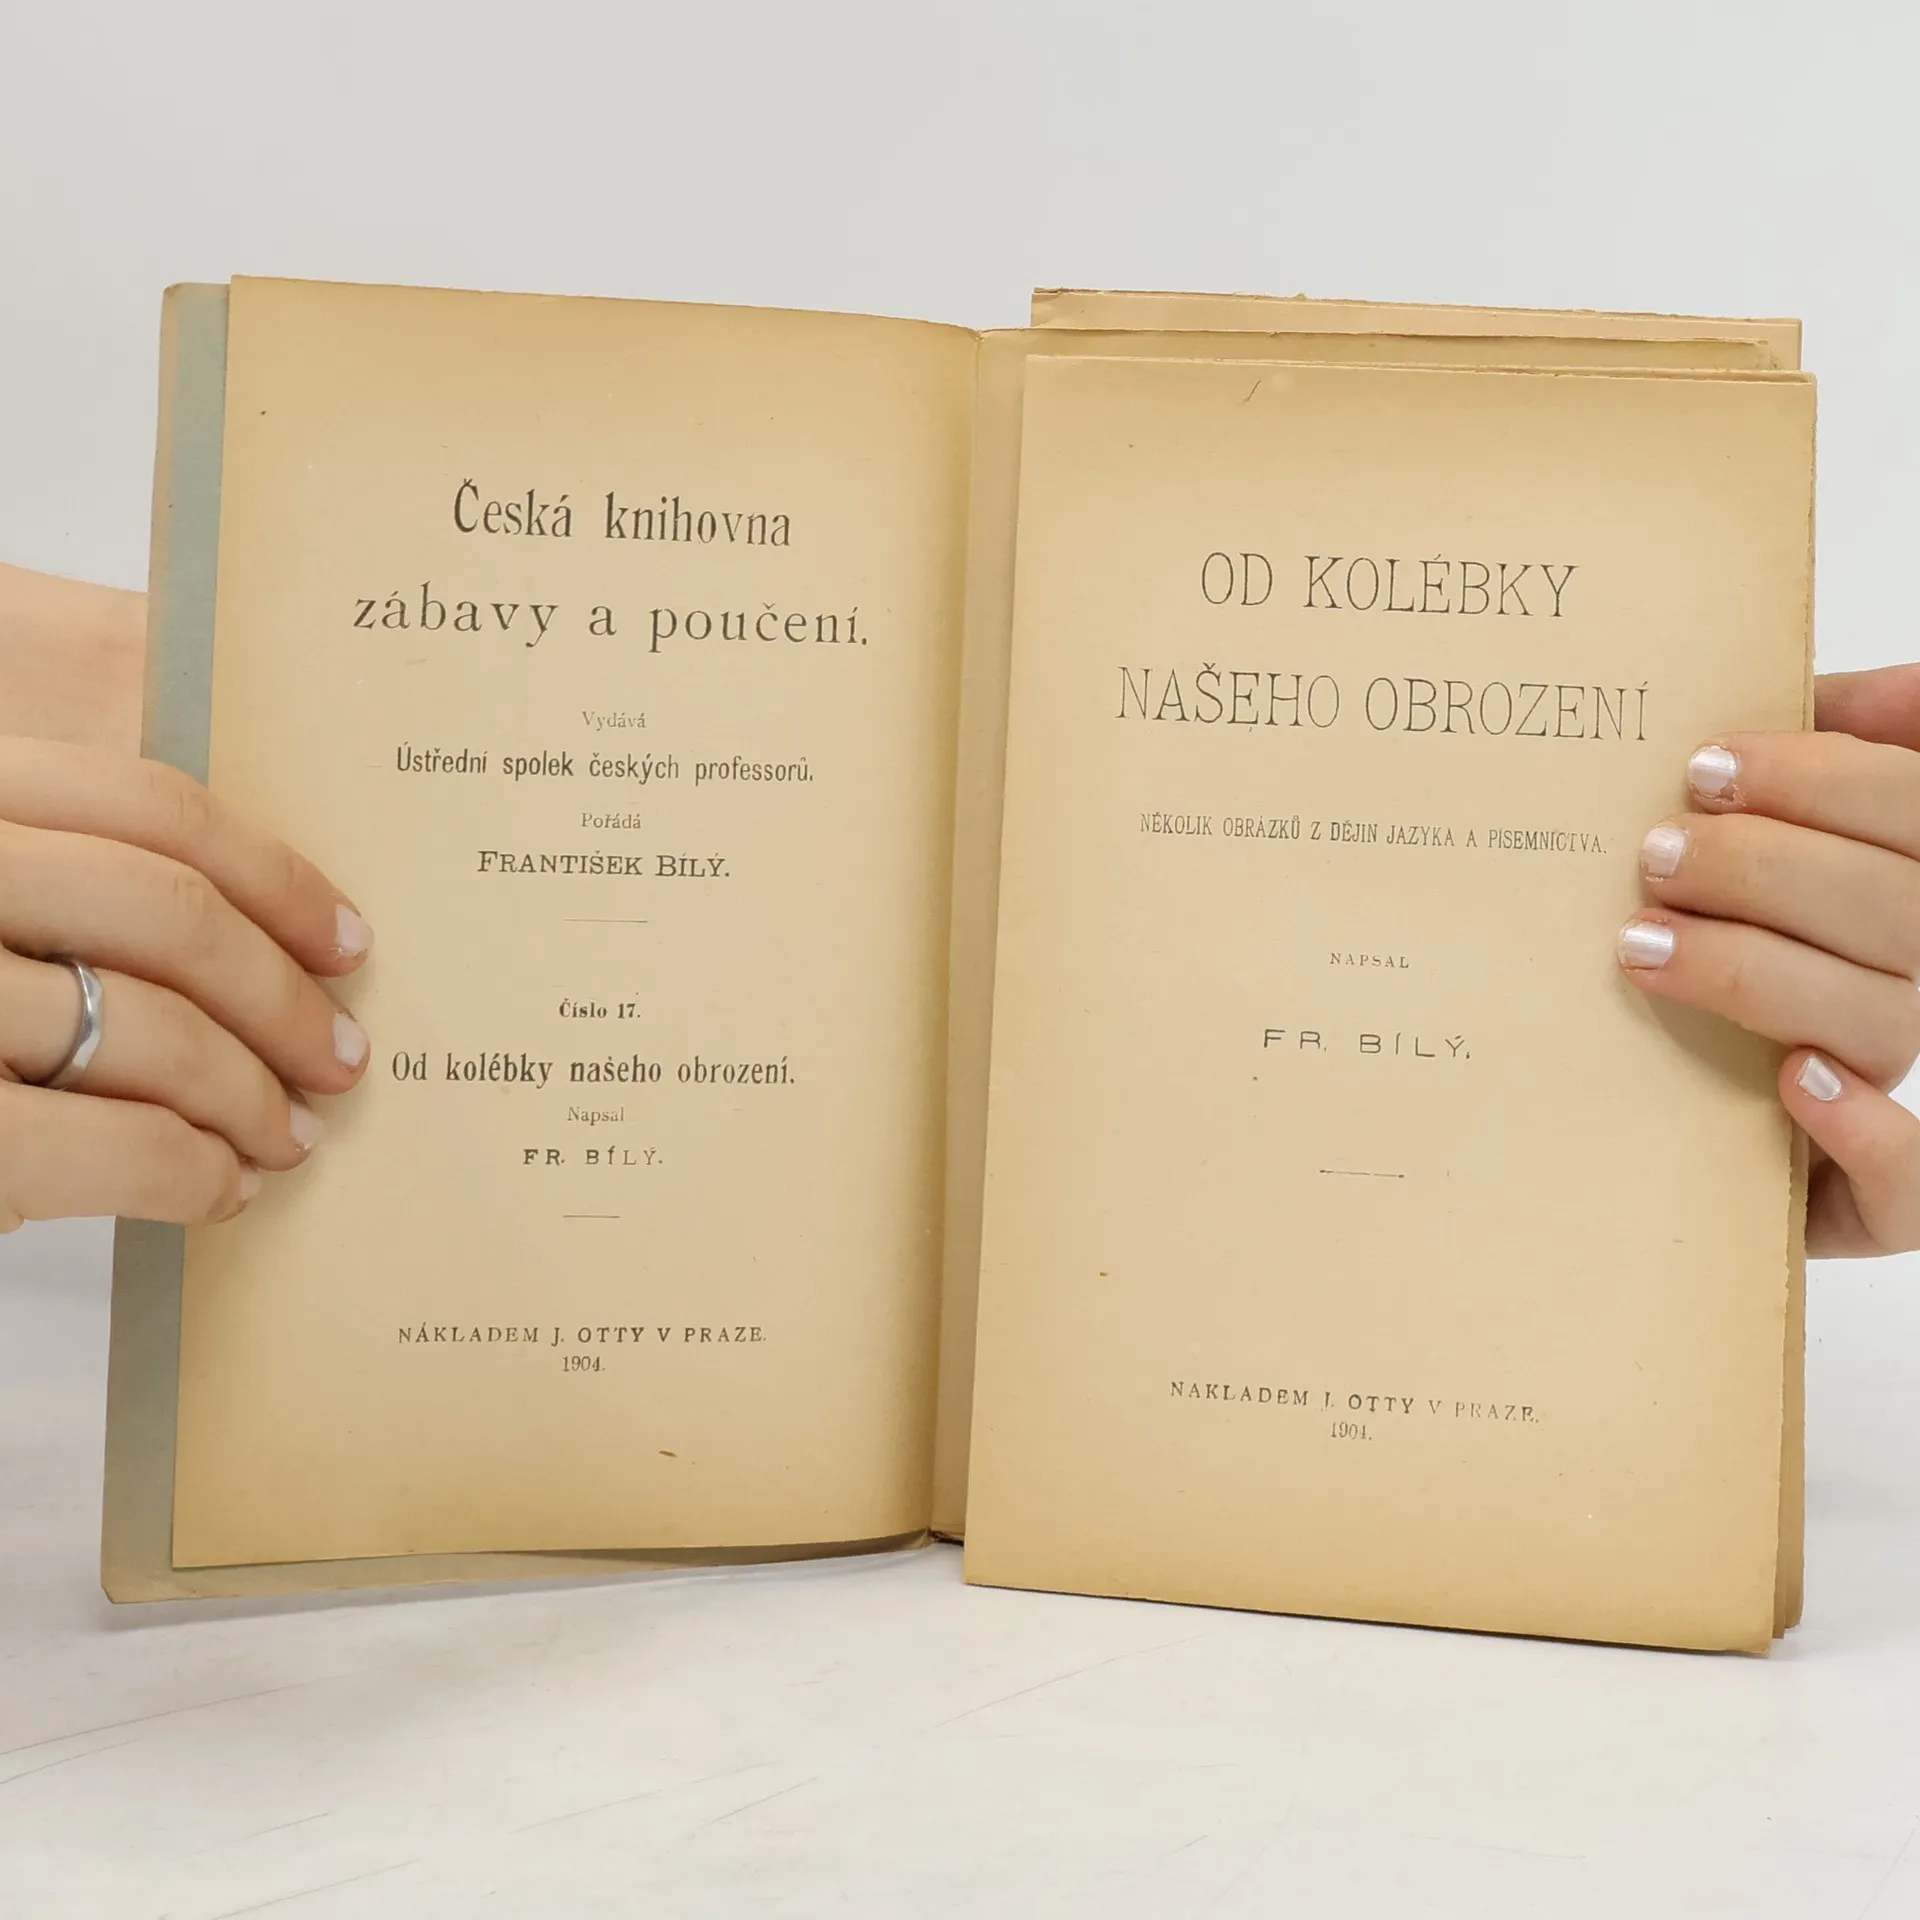 Česká knihovna
zábavy a poučení.
Vydává
Ústřední spolek českých professorů.
Pořádá
FRANTIŠEK BÍLÝ.
Číslo 17.
Od kolébky našeho obrození.
Napsal
FR. BÍLÝ.
NÁKLADEM J. OTTY V PRAZE.
1904.
OD KOLÉBKY
NAŠEHO OBROZENÍ
NĚKOLIK OBRÁZKŮ Z DĚJIN JAZYKA A PÍSEMNICTVA.
NAPSAL
FR. BÍLÝ.
NAKLADEM J. OTTY V PRAZE.
1904.